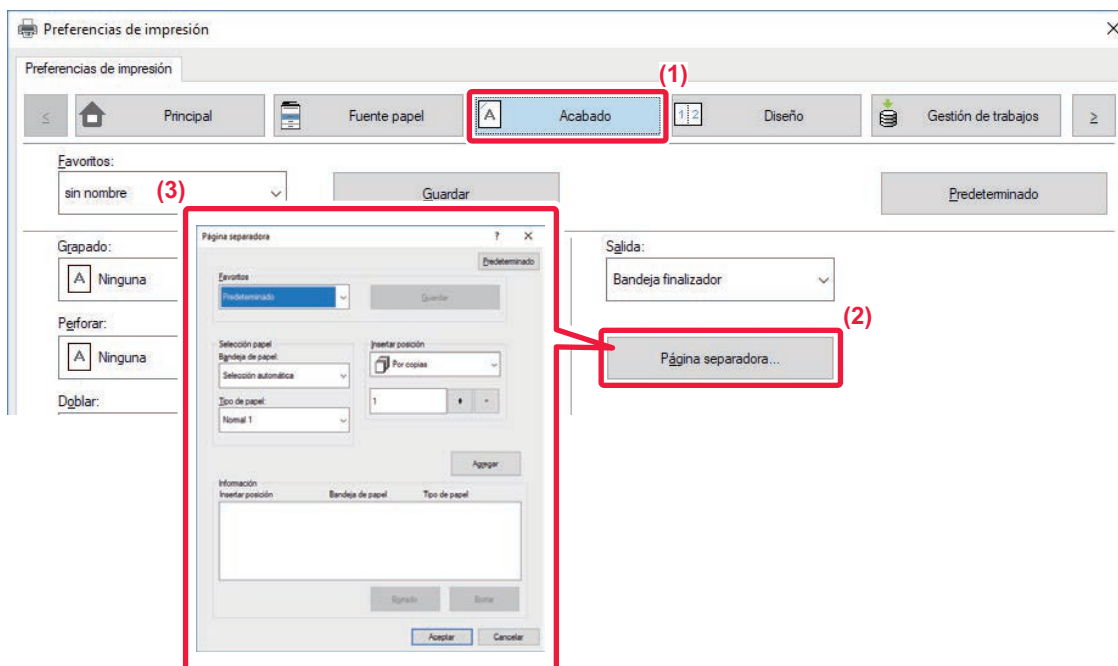 Preferencias de impresión
Preferencias de impresión
(1)
Principal
Fuente papel
Acabado
Diseño
Gestión de trabajos
Favoritos:
sin nombre
(3)
Guardar
Predeterminado
Grapado:
Ninguna
Perforar:
Ninguna
Doblar:
Salida:
Bandeja finalizador
(2)
Página separadora...
Página separadora
Predeterminado
Favoritos
Predeterminado
Guardar
Selección papel
Bandeja de papel:
Selección automática
Tipo de papel:
Normal 1
Insertar posición
Por copias
1
Agregar
Información
Insertar posición Bandeja de papel Tipo de papel
Borrar
Aceptar Cancelar